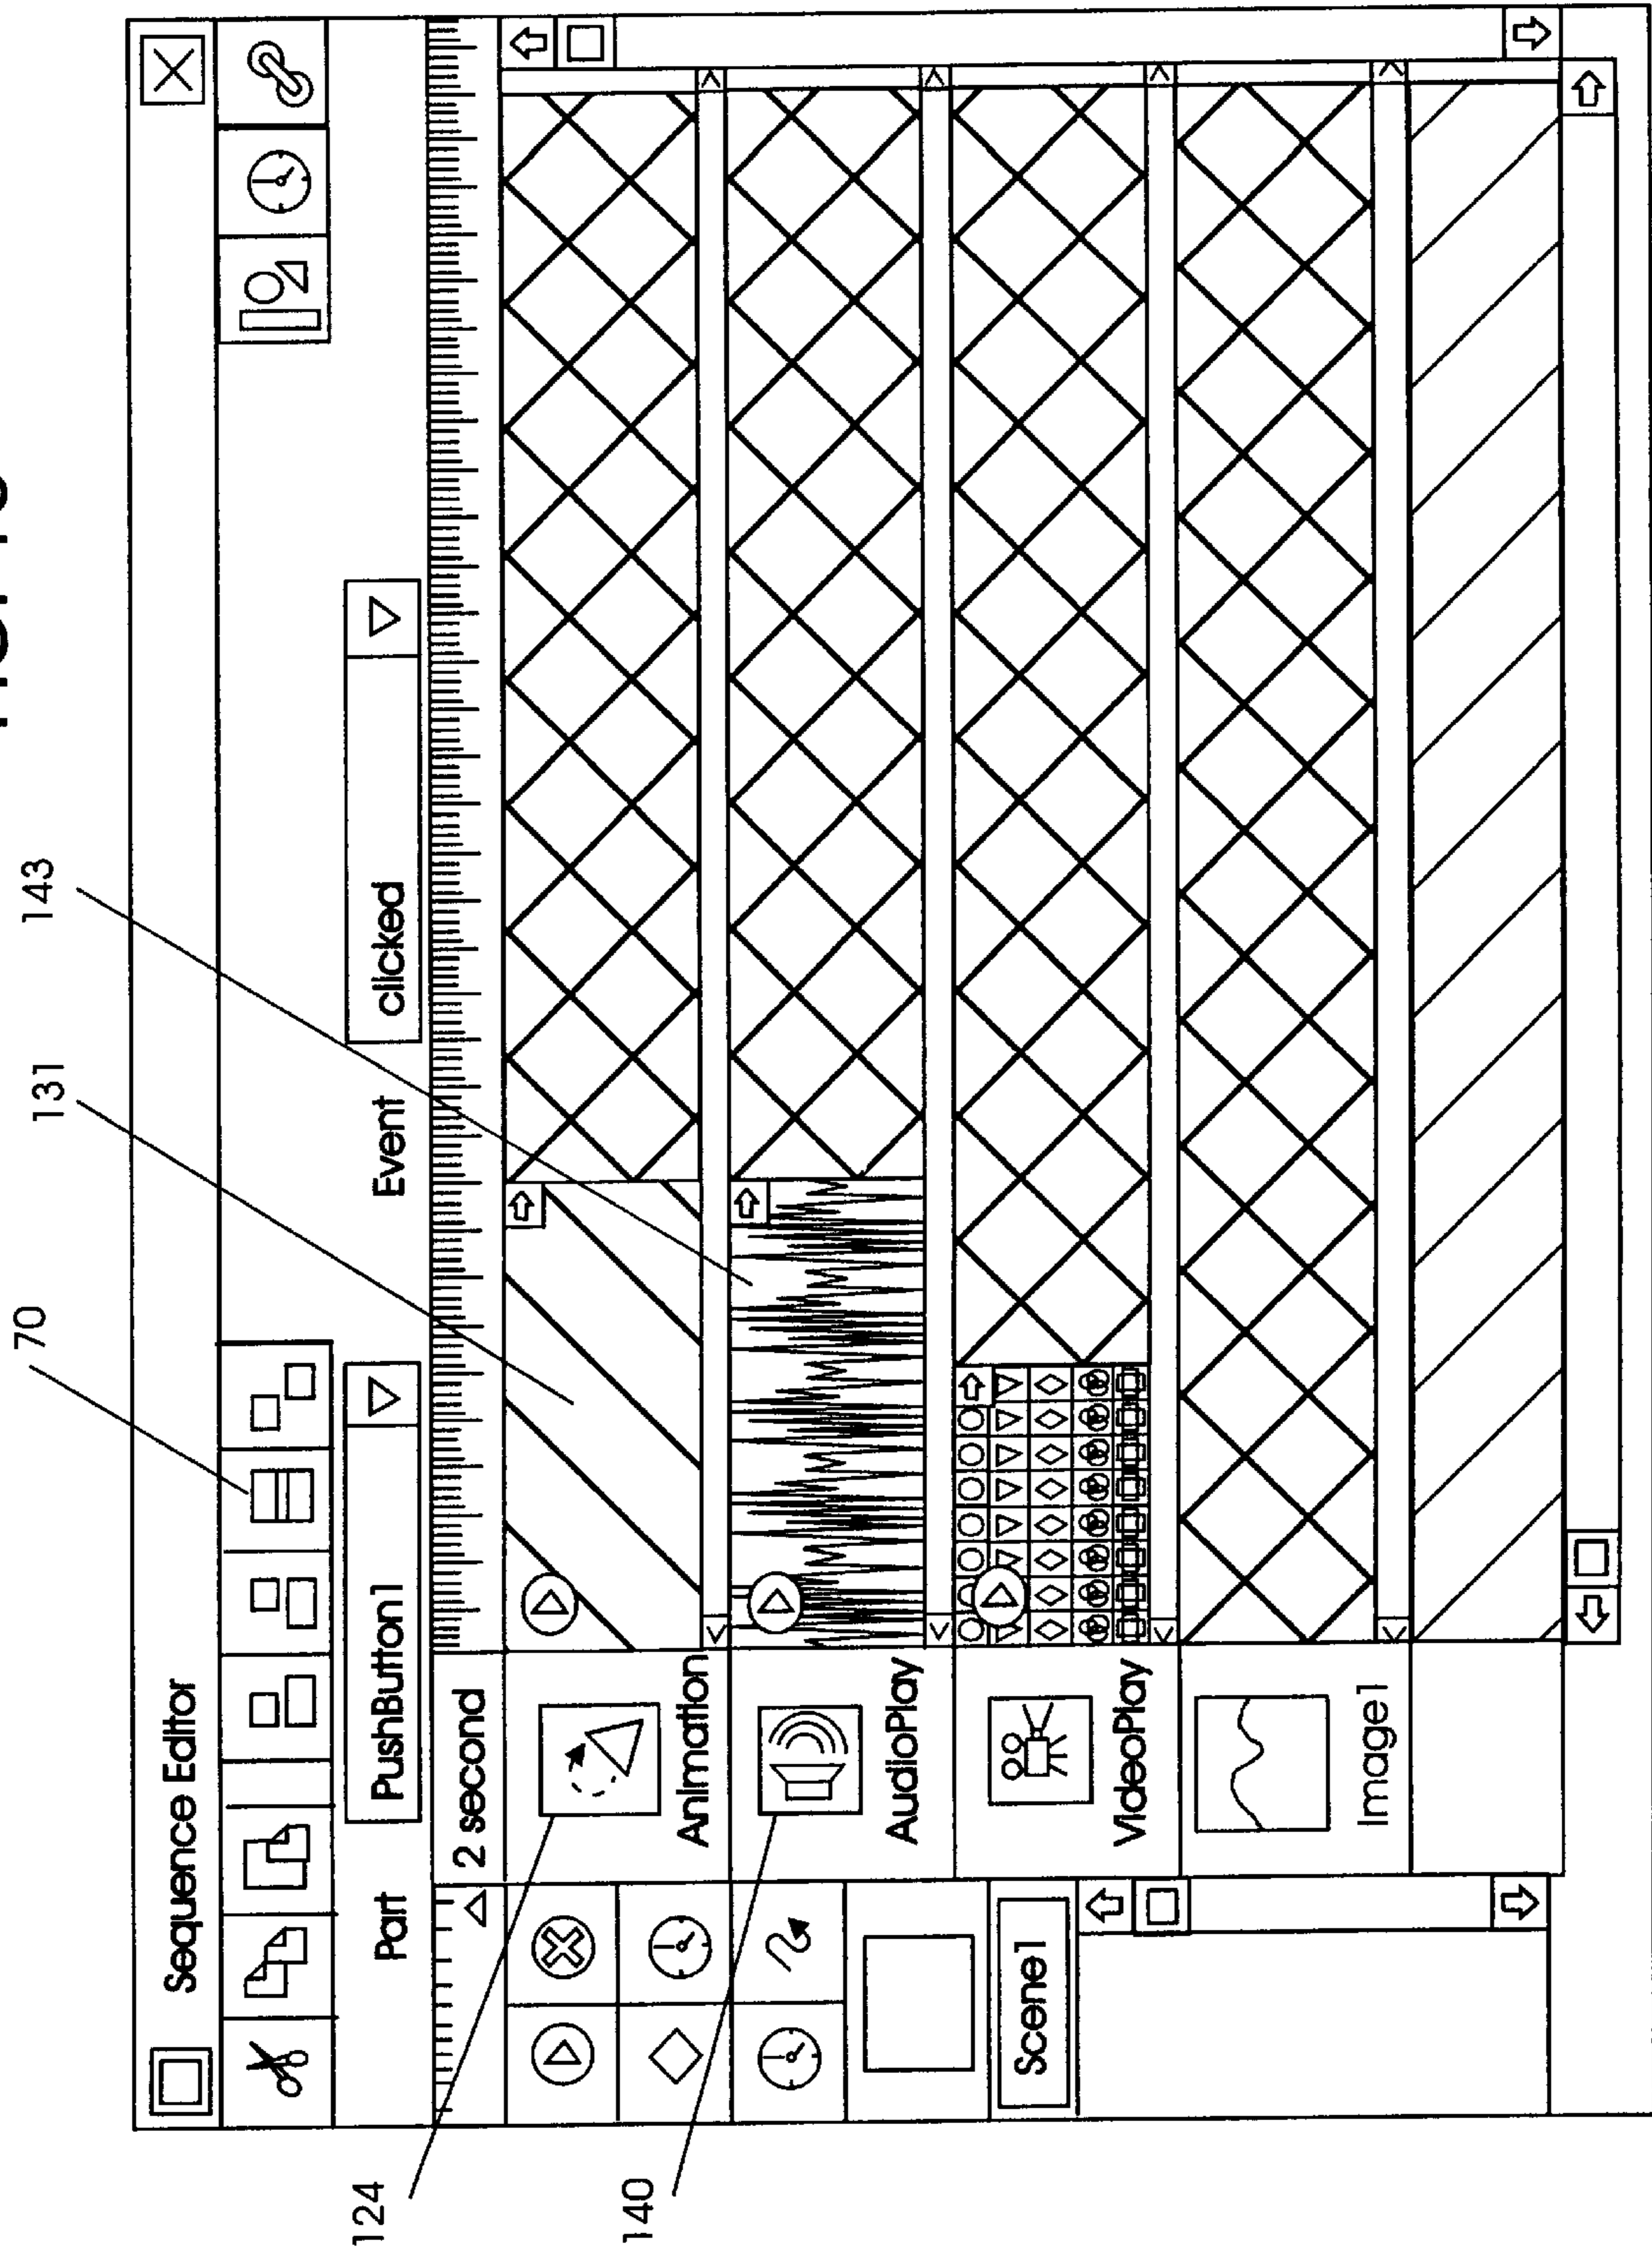 70
131
143
Sequence Editor
Part PushButton1 Event clicked
2 second
124
Animation
140
AudioPlay
Scene1
VideoPlay
Image1